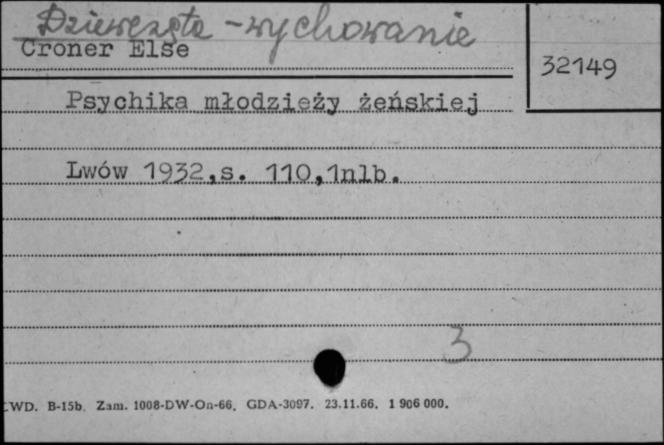 Dziewczęta - wychowanie
Croner Else
32149
Psychika młodzieży żeńskiej
Lwów 1932,s. 110,1nlb.
3
WD. B-15b. Zam. 1008-DW-On-66. GDA-3097. 23.11.66. 1 906 000.